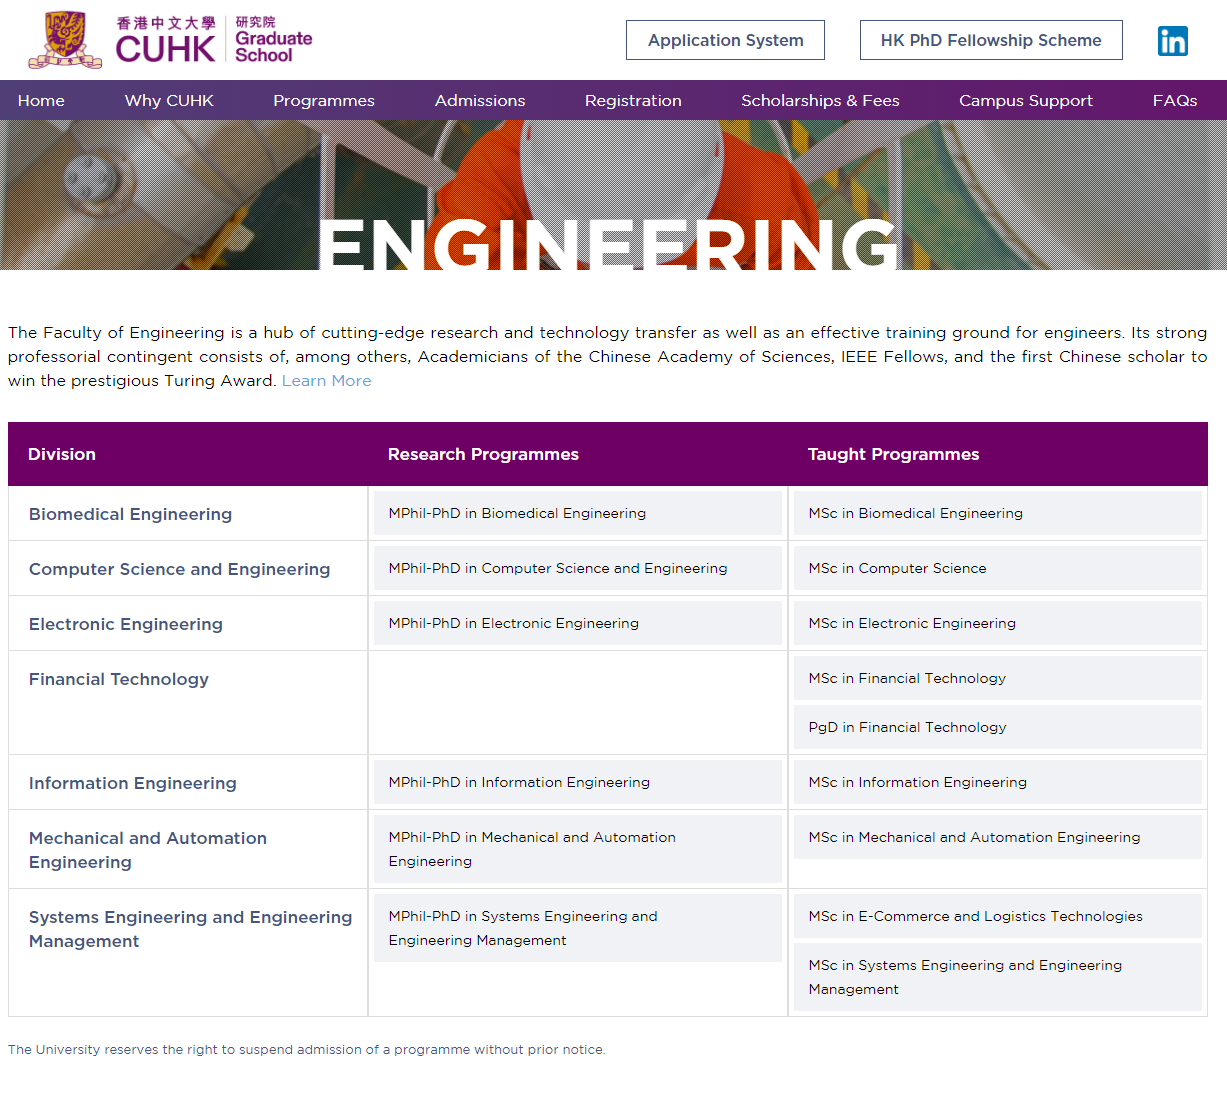 香港中文大學
CUHK
研究院
Graduate
School
Application System
HK PhD Fellowship Scheme
in
Home
Why CUHK
Programmes
Admissions
Registration
Scholarships & Fees
Campus Support
FAQs
ENGINEERING
The Faculty of Engineering is a hub of cutting-edge research and technology transfer as well as an effective training ground for engineers. Its strong
professorial contingent consists of, among others, Academicians of the Chinese Academy of Sciences, IEEE Fellows, and the first Chinese scholar to
win the prestigious Turing Award. Learn More
Division
Research Programmes
Taught Programmes
Biomedical Engineering
MPhil-PhD in Biomedical Engineering
MSc in Biomedical Engineering
Computer Science and Engineering
MPhil-PhD in Computer Science and Engineering
MSc in Computer Science
Electronic Engineering
MPhil-PhD in Electronic Engineering
MSc in Electronic Engineering
Financial Technology
MSc in Financial Technology
PgD in Financial Technology
Information Engineering
MPhil-PhD in Information Engineering
MSc in Information Engineering
Mechanical and Automation
Engineering
MPhil-PhD in Mechanical and Automation
Engineering
MSc in Mechanical and Automation Engineering
Systems Engineering and Engineering
Management
MPhil-PhD in Systems Engineering and
Engineering Management
MSc in E-Commerce and Logistics Technologies
MSc in Systems Engineering and Engineering
Management
The University reserves the right to suspend admission of a programme without prior notice.